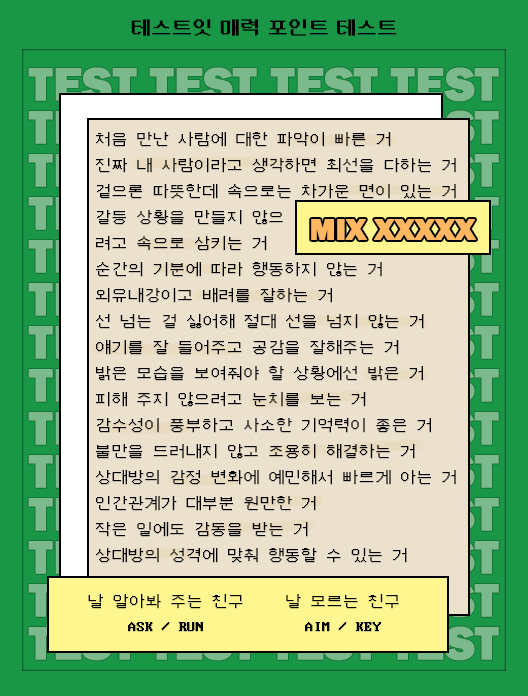 테스트잇 매력 포인트 테스트
TEST TEST TEST TEST
처음 만난 사람에 대한 파악이 빠른 거
진짜 내 사람이라고 생각하면 최선을 다하는 거
겉으론 따뜻한데 속으로는 차가운 면이 있는 거
갈등 상황을 만들지 않으
려고 속으로 삼키는 거
MIX XXXXX
순간의 기분에 따라 행동하지 않는 거
외유내강이고 배려를 잘하는 거
선 넘는 걸 싫어해 절대 선을 넘지 않는 거
얘기를 잘 들어주고 공감을 잘해주는 거
밝은 모습을 보여줘야 할 상황에선 밝은 거
피해 주지 않으려고 눈치를 보는 거
감수성이 풍부하고 사소한 기억력이 좋은 거
불만을 드러내지 않고 조용히 해결하는 거
상대방의 감정 변화에 예민해서 빠르게 아는 거
인간관계가 대부분 원만한 거
작은 일에도 감동을 받는 거
상대방의 성격에 맞춰 행동할 수 있는 거
날 알아봐 주는 친구 날 모르는 친구
ASK / RUN AIM / KEY